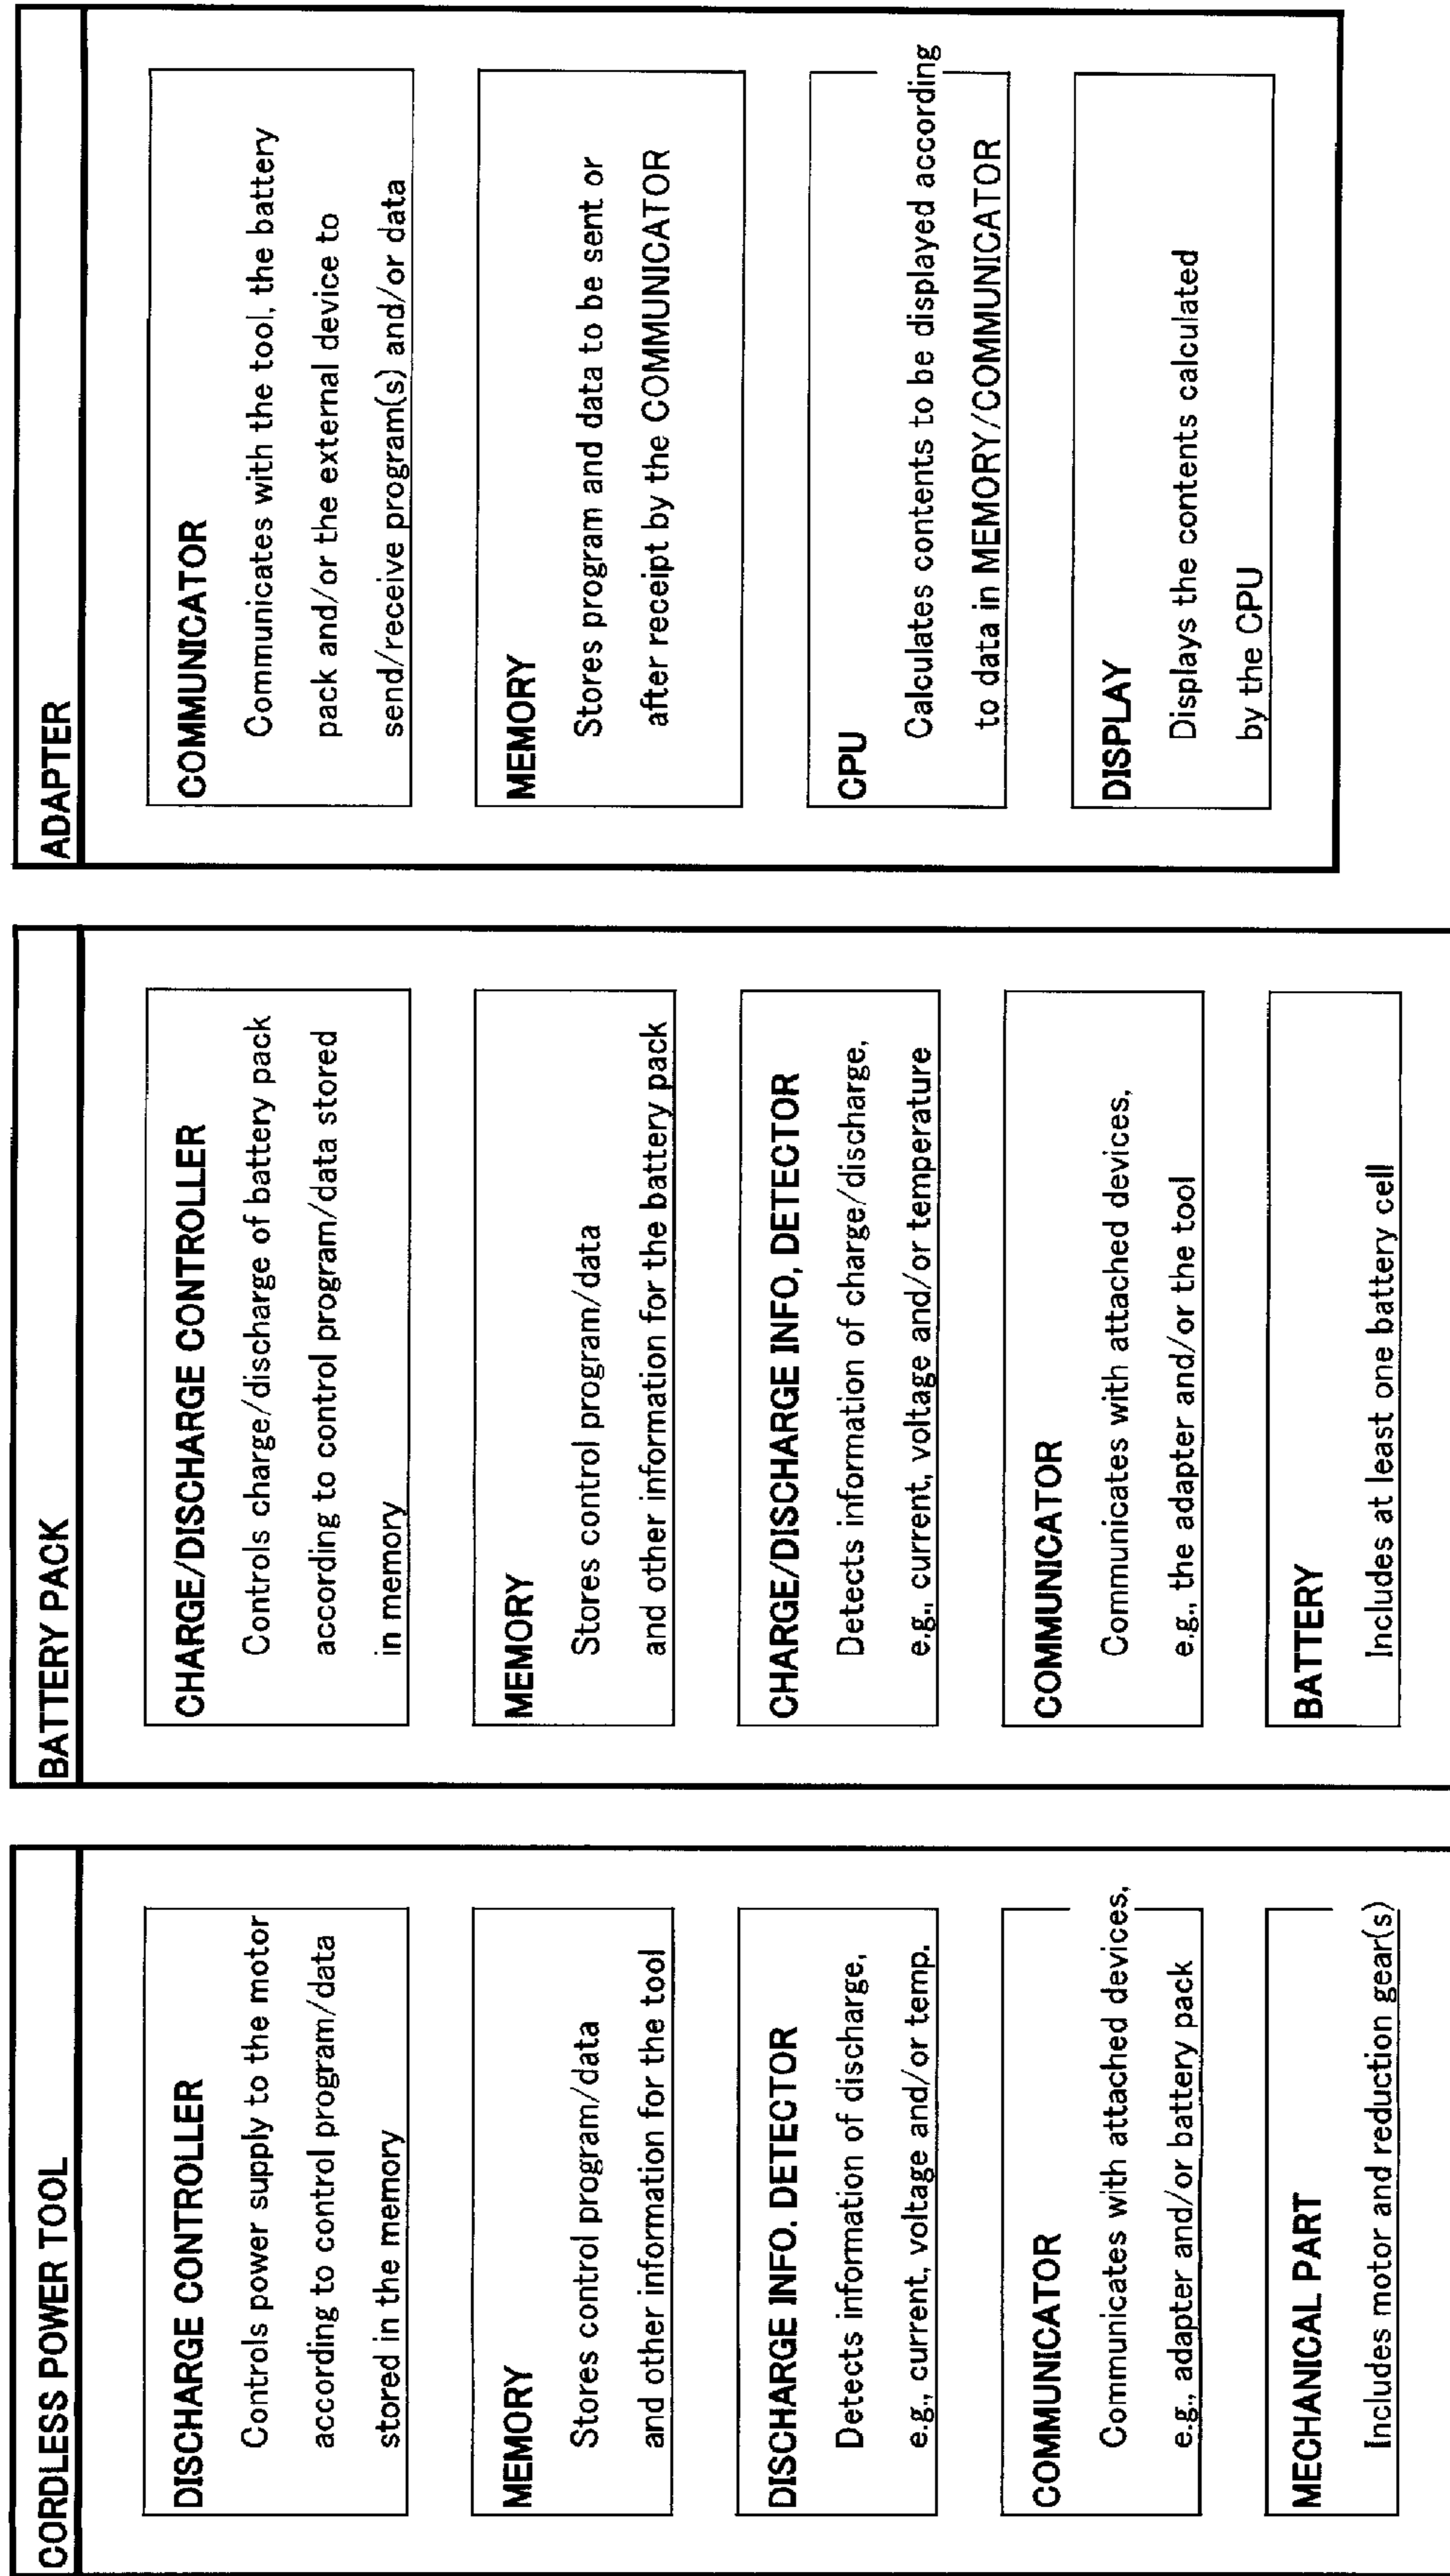 CORDLESS POWER TOOL
DISCHARGE CONTROLLER
Controls power supply to the motor
according to control program/data
stored in the memory
MEMORY
Stores control program/data
and other information for the tool
DISCHARGE INFO. DETECTOR
Detects information of discharge,
e.g., current, voltage and/or temp.
COMMUNICATOR
Communicates with attached devices,
e.g., adapter and/or battery pack
MECHANICAL PART
Includes motor and reduction gear(s)
BATTERY PACK
CHARGE/DISCHARGE CONTROLLER
Controls charge/discharge of battery pack
according to control program/data stored
in memory
MEMORY
Stores control program/data
and other information for the battery pack
CHARGE/DISCHARGE INFO, DETECTOR
Detects information of charge/discharge,
e.g., current, voltage and/or temperature
COMMUNICATOR
Communicates with attached devices,
e.g., the adapter and/or the tool
BATTERY
Includes at least one battery cell
ADAPTER
COMMUNICATOR
Communicates with the tool, the battery
pack and/or the external device to
send/receive program(s) and/or data
MEMORY
Stores program and data to be sent or
after receipt by the COMMUNICATOR
CPU
Calculates contents to be displayed according
to data in MEMORY/COMMUNICATOR
DISPLAY
Displays the contents calculated
by the CPU